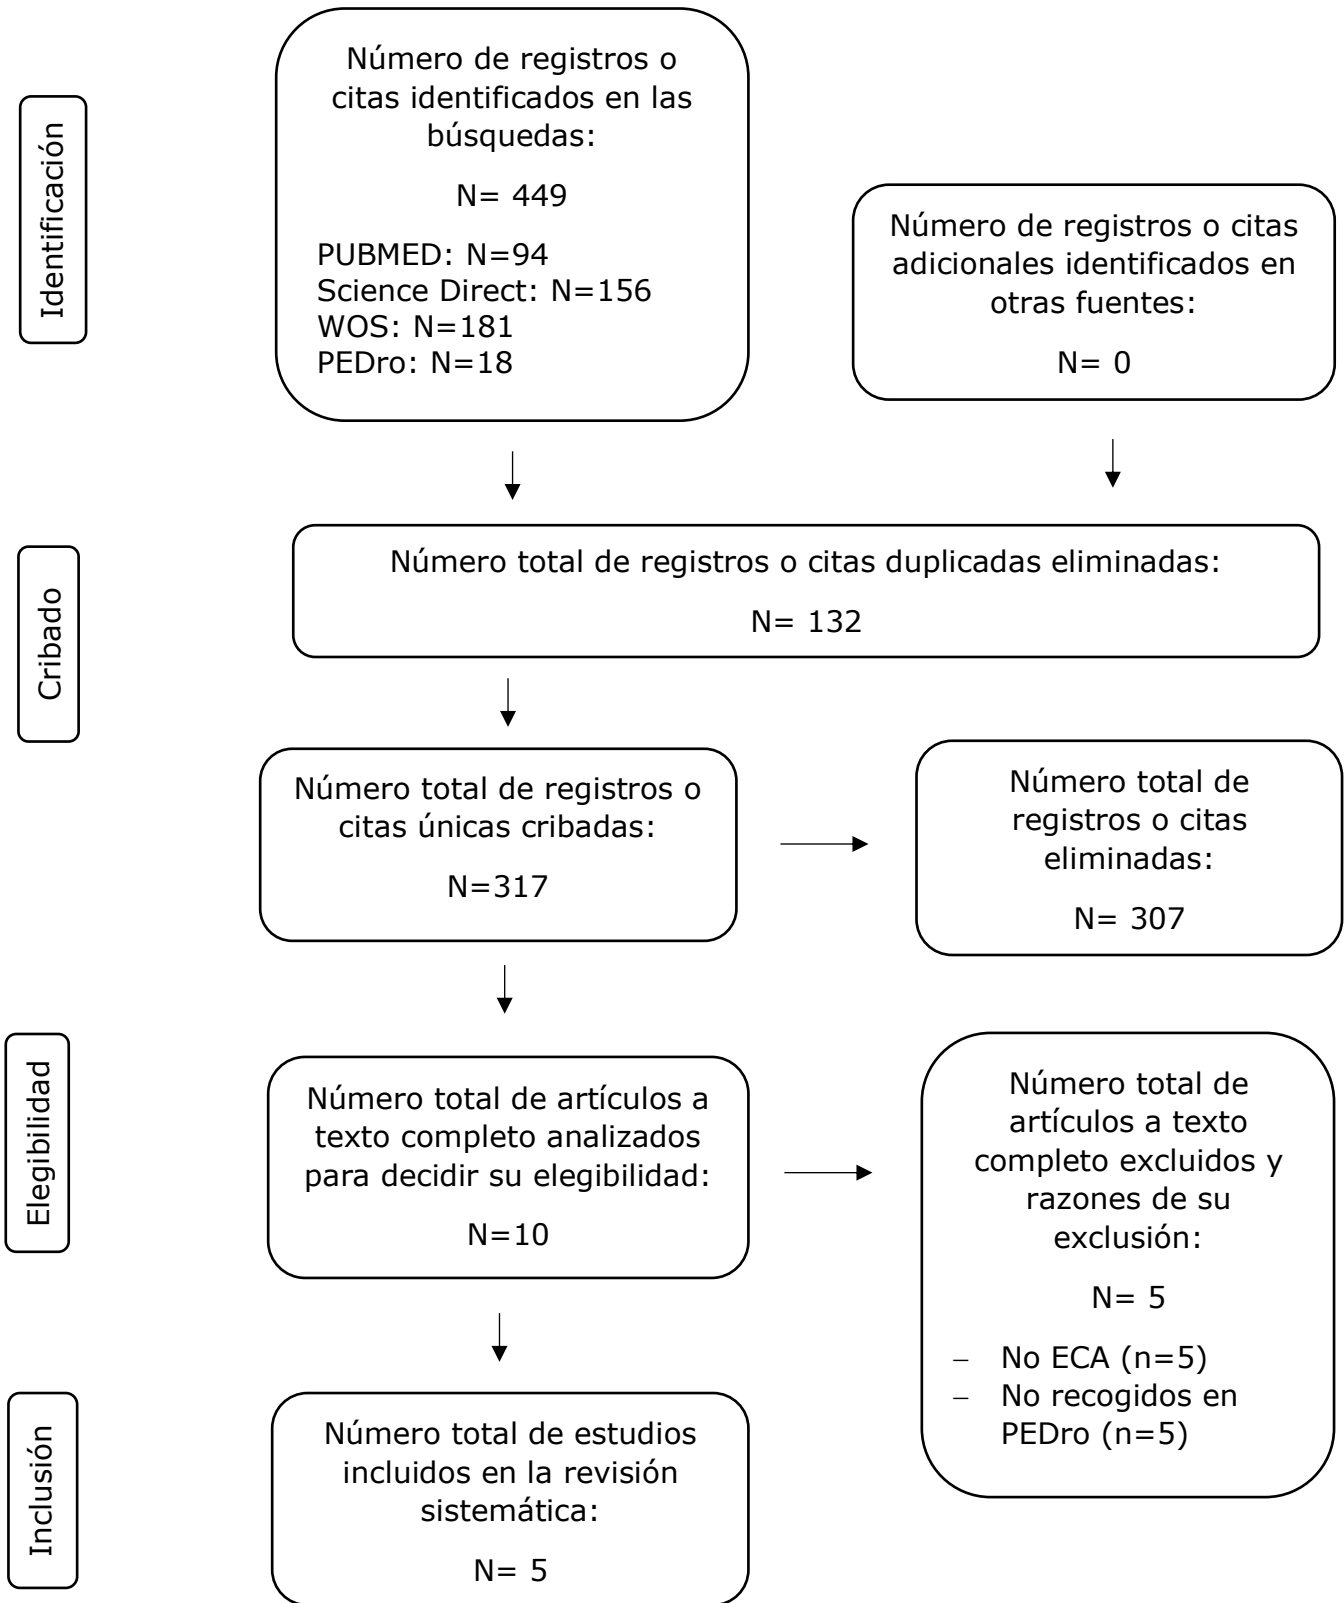 Identificación
Número de registros o
citas identificados en las
búsquedas:
N= 449
PUBMED: N=94
Science Direct: N=156
WOS: N=181
PEDro: N=18
Número de registros o citas
adicionales identificados en
otras fuentes:
N= 0
Cribado
Número total de registros o citas duplicadas eliminadas:
N= 132
Número total de registros o
citas únicas cribadas:
N=317
Número total de
registros o citas
eliminadas:
N= 307
Elegibilidad
Número total de artículos a
texto completo analizados
para decidir su elegibilidad:
N=10
Número total de
artículos a texto
completo excluidos y
razones de su
exclusión:
N= 5
– No ECA (n=5)
– No recogidos en
PEDro (n=5)
Inclusión
Número total de estudios
incluidos en la revisión
sistemática:
N= 5